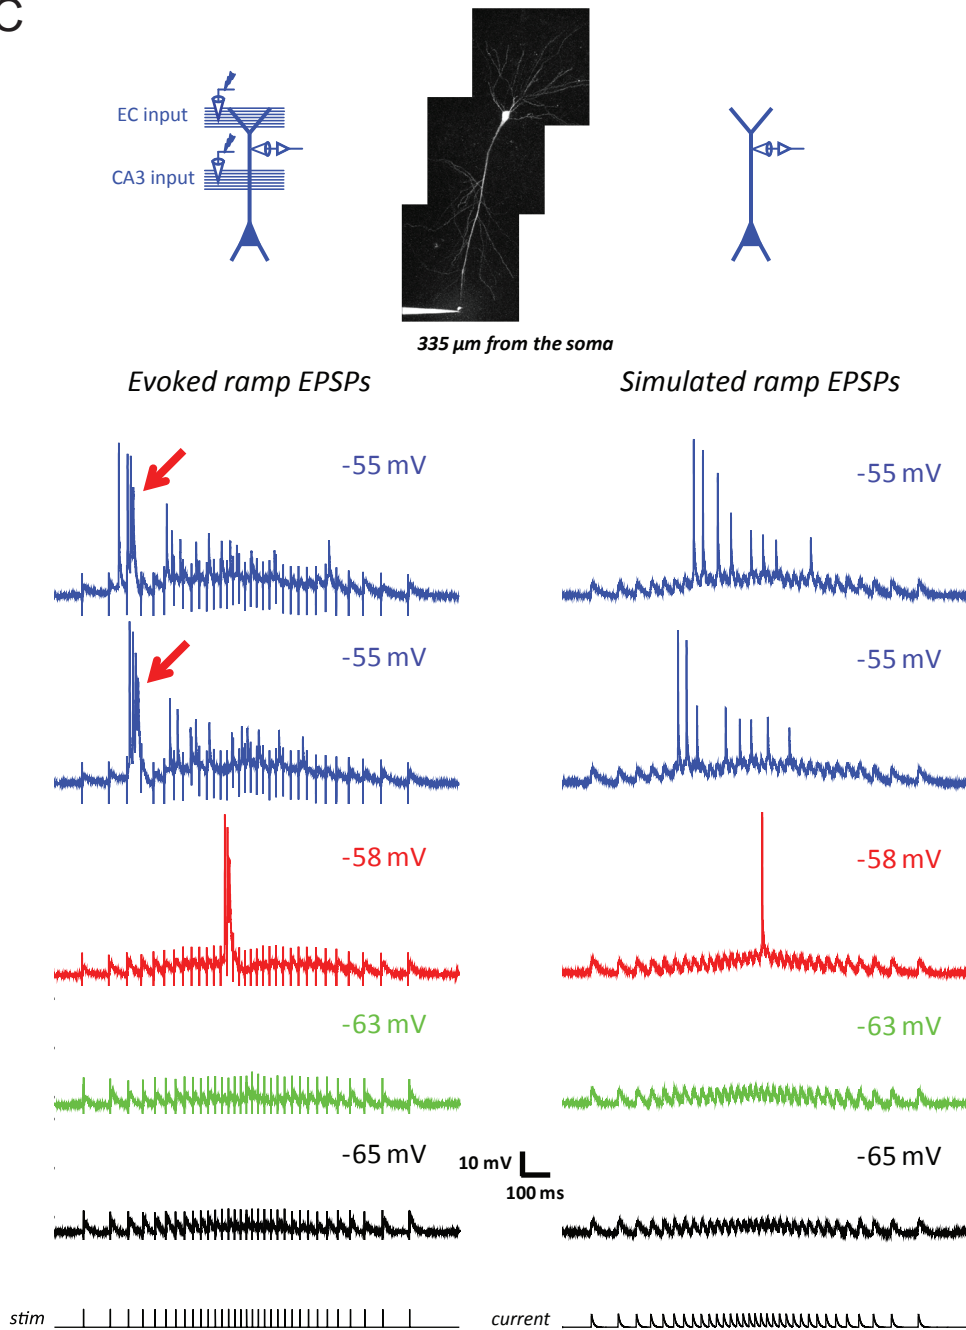 C
EC input
CA3 input
335 µm from the soma
Evoked ramp EPSPs
Simulated ramp EPSPs
-55 mV
-55 mV
-55 mV
-55 mV
-58 mV
-58 mV
-63 mV
-63 mV
-65 mV
-65 mV
10 mV
100 ms
stim
current